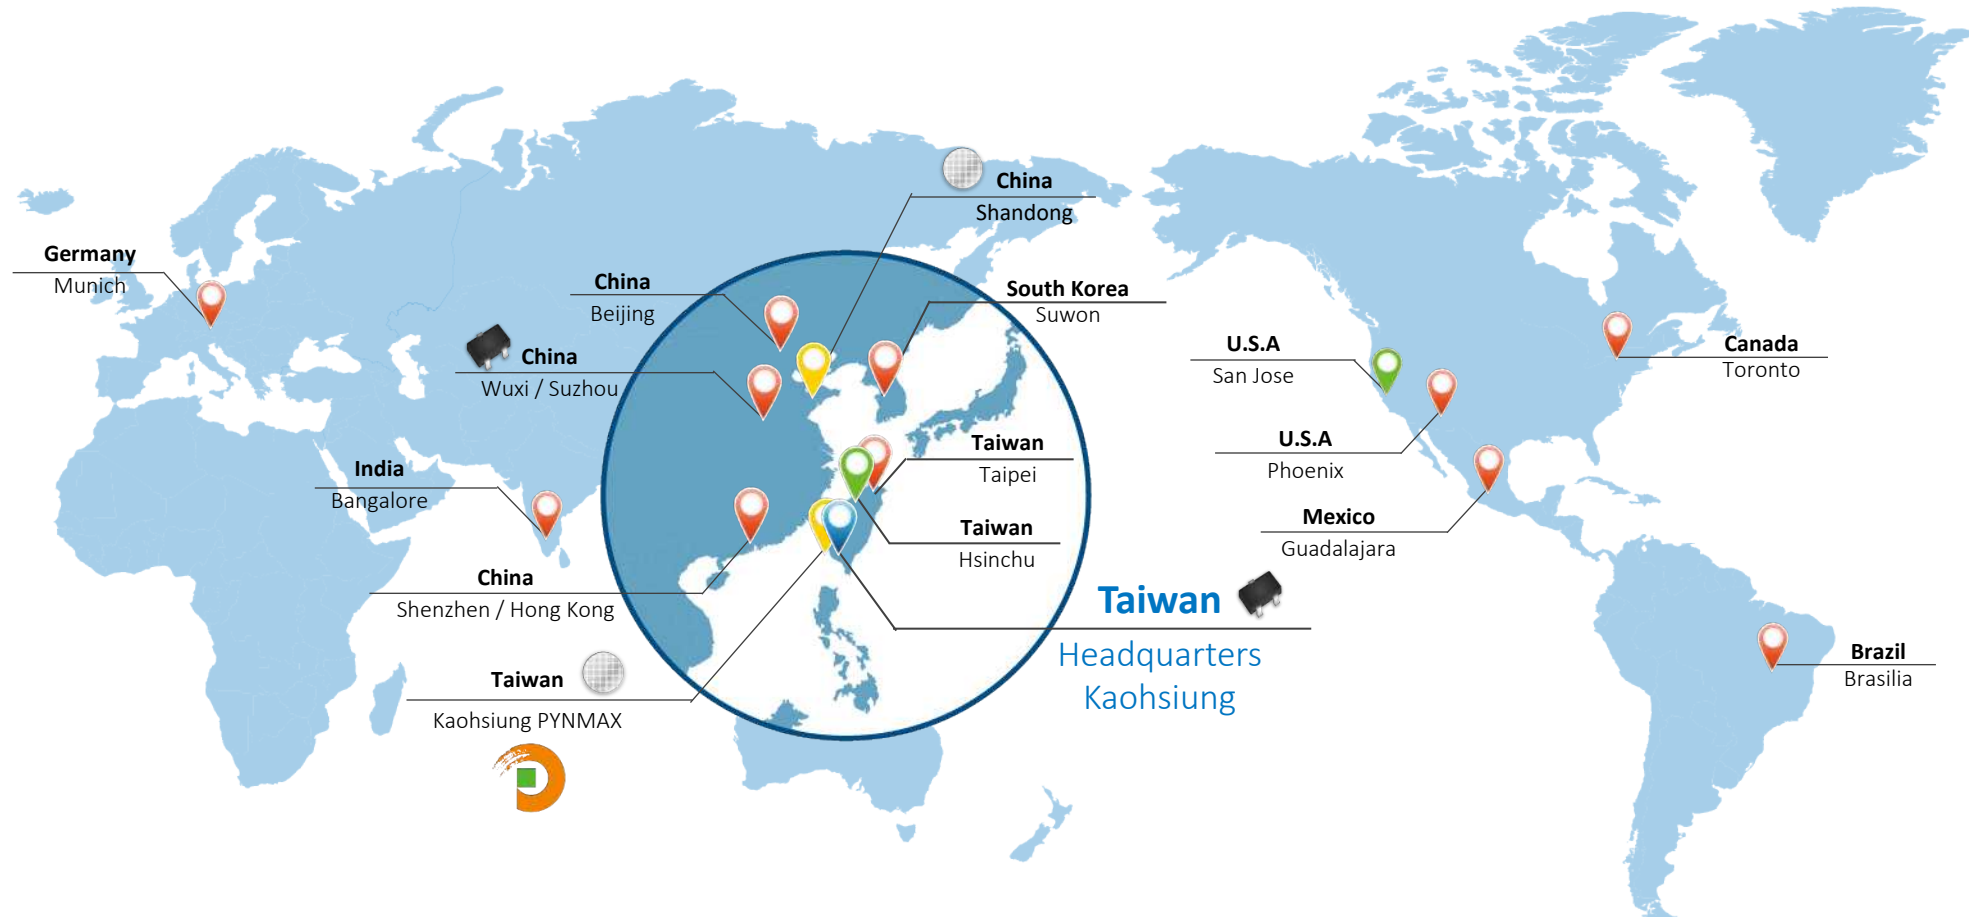 China
Shandong
Germany
Munich
China
Beijing
South Korea
Suwon
China
Wuxi / Suzhou
U.S.A
San Jose
Canada
Toronto
U.S.A
Phoenix
Taiwan
Taipei
India
Bangalore
Taiwan
Hsinchu
Mexico
Guadalajara
China
Shenzhen / Hong Kong
Taiwan
Headquarters
Kaohsiung
Taiwan
Kaohsiung PYNMAX
Brazil
Brasilia